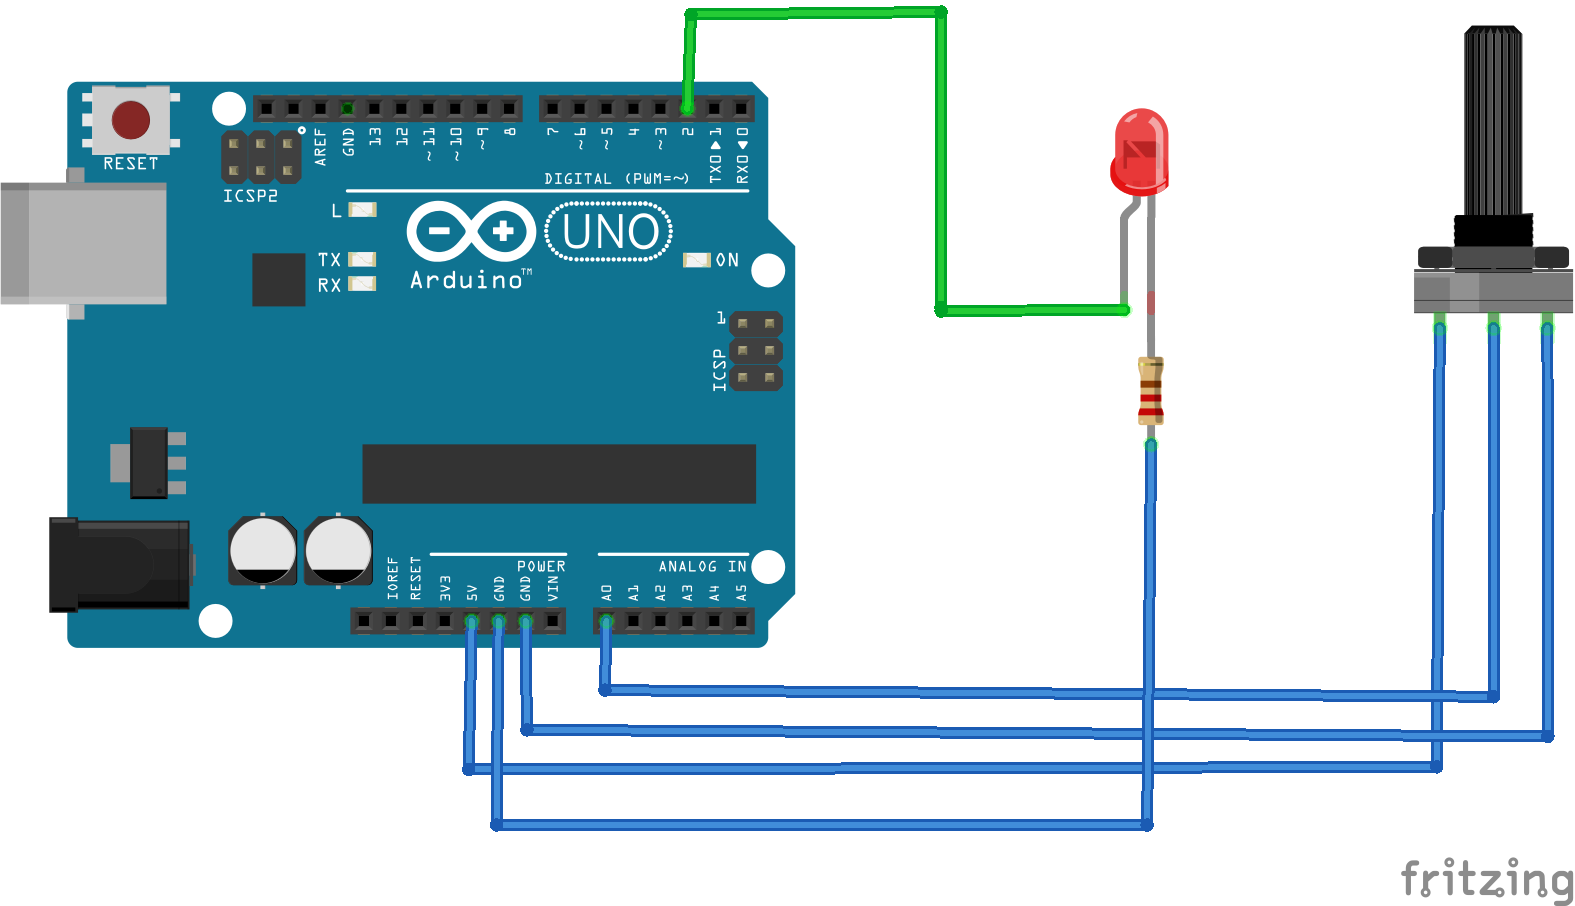 RESET
ICSP2
AREF
GND
13
12
~11
~10
~9
8
7
~6
~5
4
~3
2
TX0 ▶ 1
RX0 ◀ 0
DIGITAL (PWM=~)
L
TX
RX
UNO
Arduino™
ON
1
ICSP
IOREF
RESET
3V3
5V
GND
GND
VIN
POWER
ANALOG IN
A0
A1
A2
A3
A4
A5
fritzing